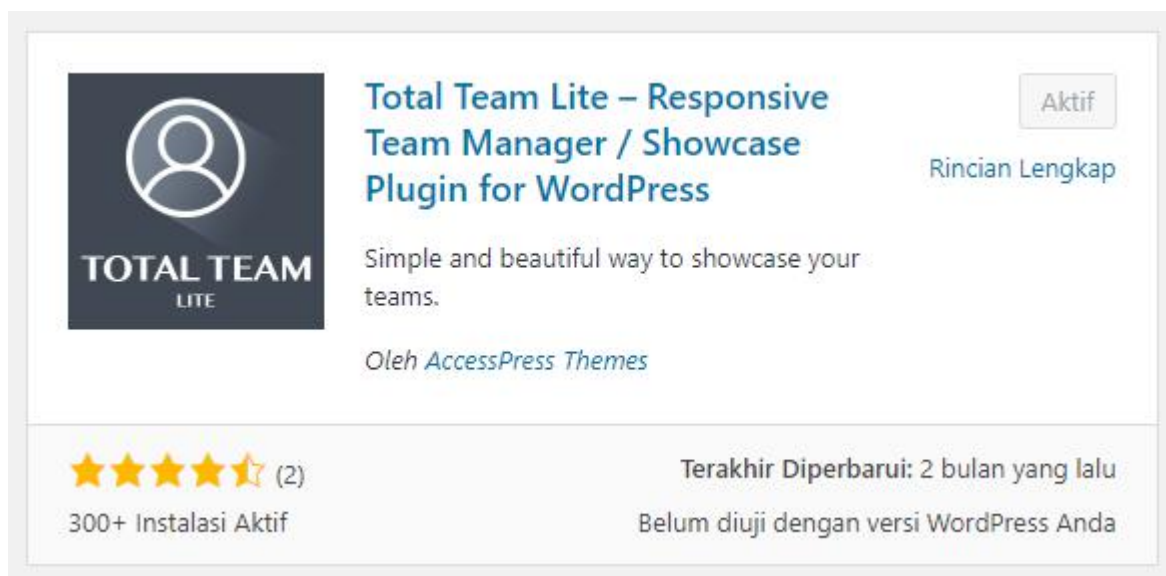 TOTAL TEAM
LITE
Total Team Lite – Responsive
Team Manager / Showcase
Plugin for WordPress
Aktif
Rincian Lengkap
Simple and beautiful way to showcase your
teams.
Oleh AccessPress Themes
(2)
300+ Instalasi Aktif
Terakhir Diperbarui: 2 bulan yang lalu
Belum diuji dengan versi WordPress Anda